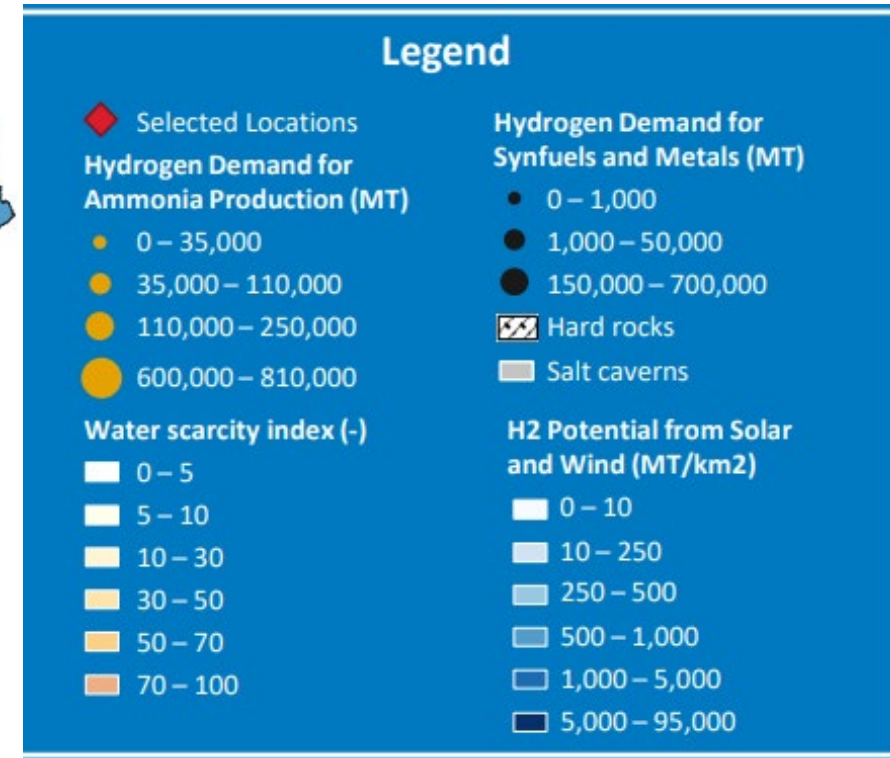 Legend
Selected Locations
Hydrogen Demand for
Ammonia Production (MT)
0 – 35,000
35,000 – 110,000
110,000 – 250,000
600,000 – 810,000
Water scarcity index (-)
0 – 5
5 – 10
10 – 30
30 – 50
50 – 70
70 – 100
Hydrogen Demand for
Synfuels and Metals (MT)
0 – 1,000
1,000 – 50,000
150,000 – 700,000
Hard rocks
Salt caverns
H2 Potential from Solar
and Wind (MT/km2)
0 – 10
10 – 250
250 – 500
500 – 1,000
1,000 – 5,000
5,000 – 95,000